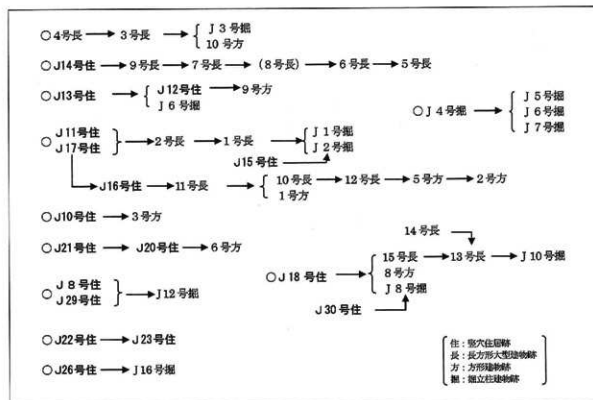 ○4号長→3号長→{J3号掘
10号方
○J14号住→9号長→7号長→(8号長)→6号長→5号長
○J13号住→{J12号住→9号方
J6号掘
○J4号掘→{J5号掘
J6号掘
J7号掘
○J11号住
J17号住}→2号長→1号長→{J1号掘
J2号掘
J15号住
J16号住→11号長→{10号長→12号長→5号方→2号方
1号方
○J10号住→3号方
○J21号住→J20号住→6号方
14号長
○J18号住→{15号長→13号長→J10号掘
8号方
J8号掘
J30号住
○J8号住
J29号住}→J12号掘
○J22号住→J23号住
○J26号住→J16号掘
住：竪穴住居跡
長：長方形大型建物跡
方：方形建物跡
掘：掘立柱建物跡